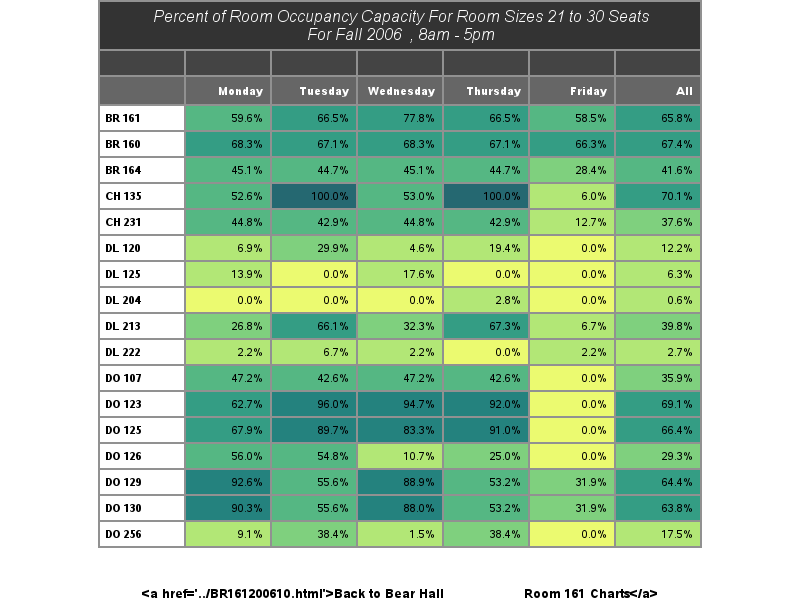 Percent of Room Occupancy Capacity For Room Sizes 21 to 30 Seats
For Fall 2006 , 8am - 5pm
Monday Tuesday Wednesday Thursday Friday All
BR 161 59.6% 66.5% 77.8% 66.5% 58.5% 65.8%
BR 160 68.3% 67.1% 68.3% 67.1% 66.3% 67.4%
BR 164 45.1% 44.7% 45.1% 44.7% 28.4% 41.6%
CH 135 52.6% 100.0% 53.0% 100.0% 6.0% 70.1%
CH 231 44.8% 42.9% 44.8% 42.9% 12.7% 37.6%
DL 120 6.9% 29.9% 4.6% 19.4% 0.0% 12.2%
DL 125 13.9% 0.0% 17.6% 0.0% 0.0% 6.3%
DL 204 0.0% 0.0% 0.0% 2.8% 0.0% 0.6%
DL 213 26.8% 66.1% 32.3% 67.3% 6.7% 39.8%
DL 222 2.2% 6.7% 2.2% 0.0% 2.2% 2.7%
DO 107 47.2% 42.6% 47.2% 42.6% 0.0% 35.9%
DO 123 62.7% 96.0% 94.7% 92.0% 0.0% 69.1%
DO 125 67.9% 89.7% 83.3% 91.0% 0.0% 66.4%
DO 126 56.0% 54.8% 10.7% 25.0% 0.0% 29.3%
DO 129 92.6% 55.6% 88.9% 53.2% 31.9% 64.4%
DO 130 90.3% 55.6% 88.0% 53.2% 31.9% 63.8%
DO 256 9.1% 38.4% 1.5% 38.4% 0.0% 17.5%
<a href='../BR161200610.html'>Back to Bear Hall Room 161 Charts</a>